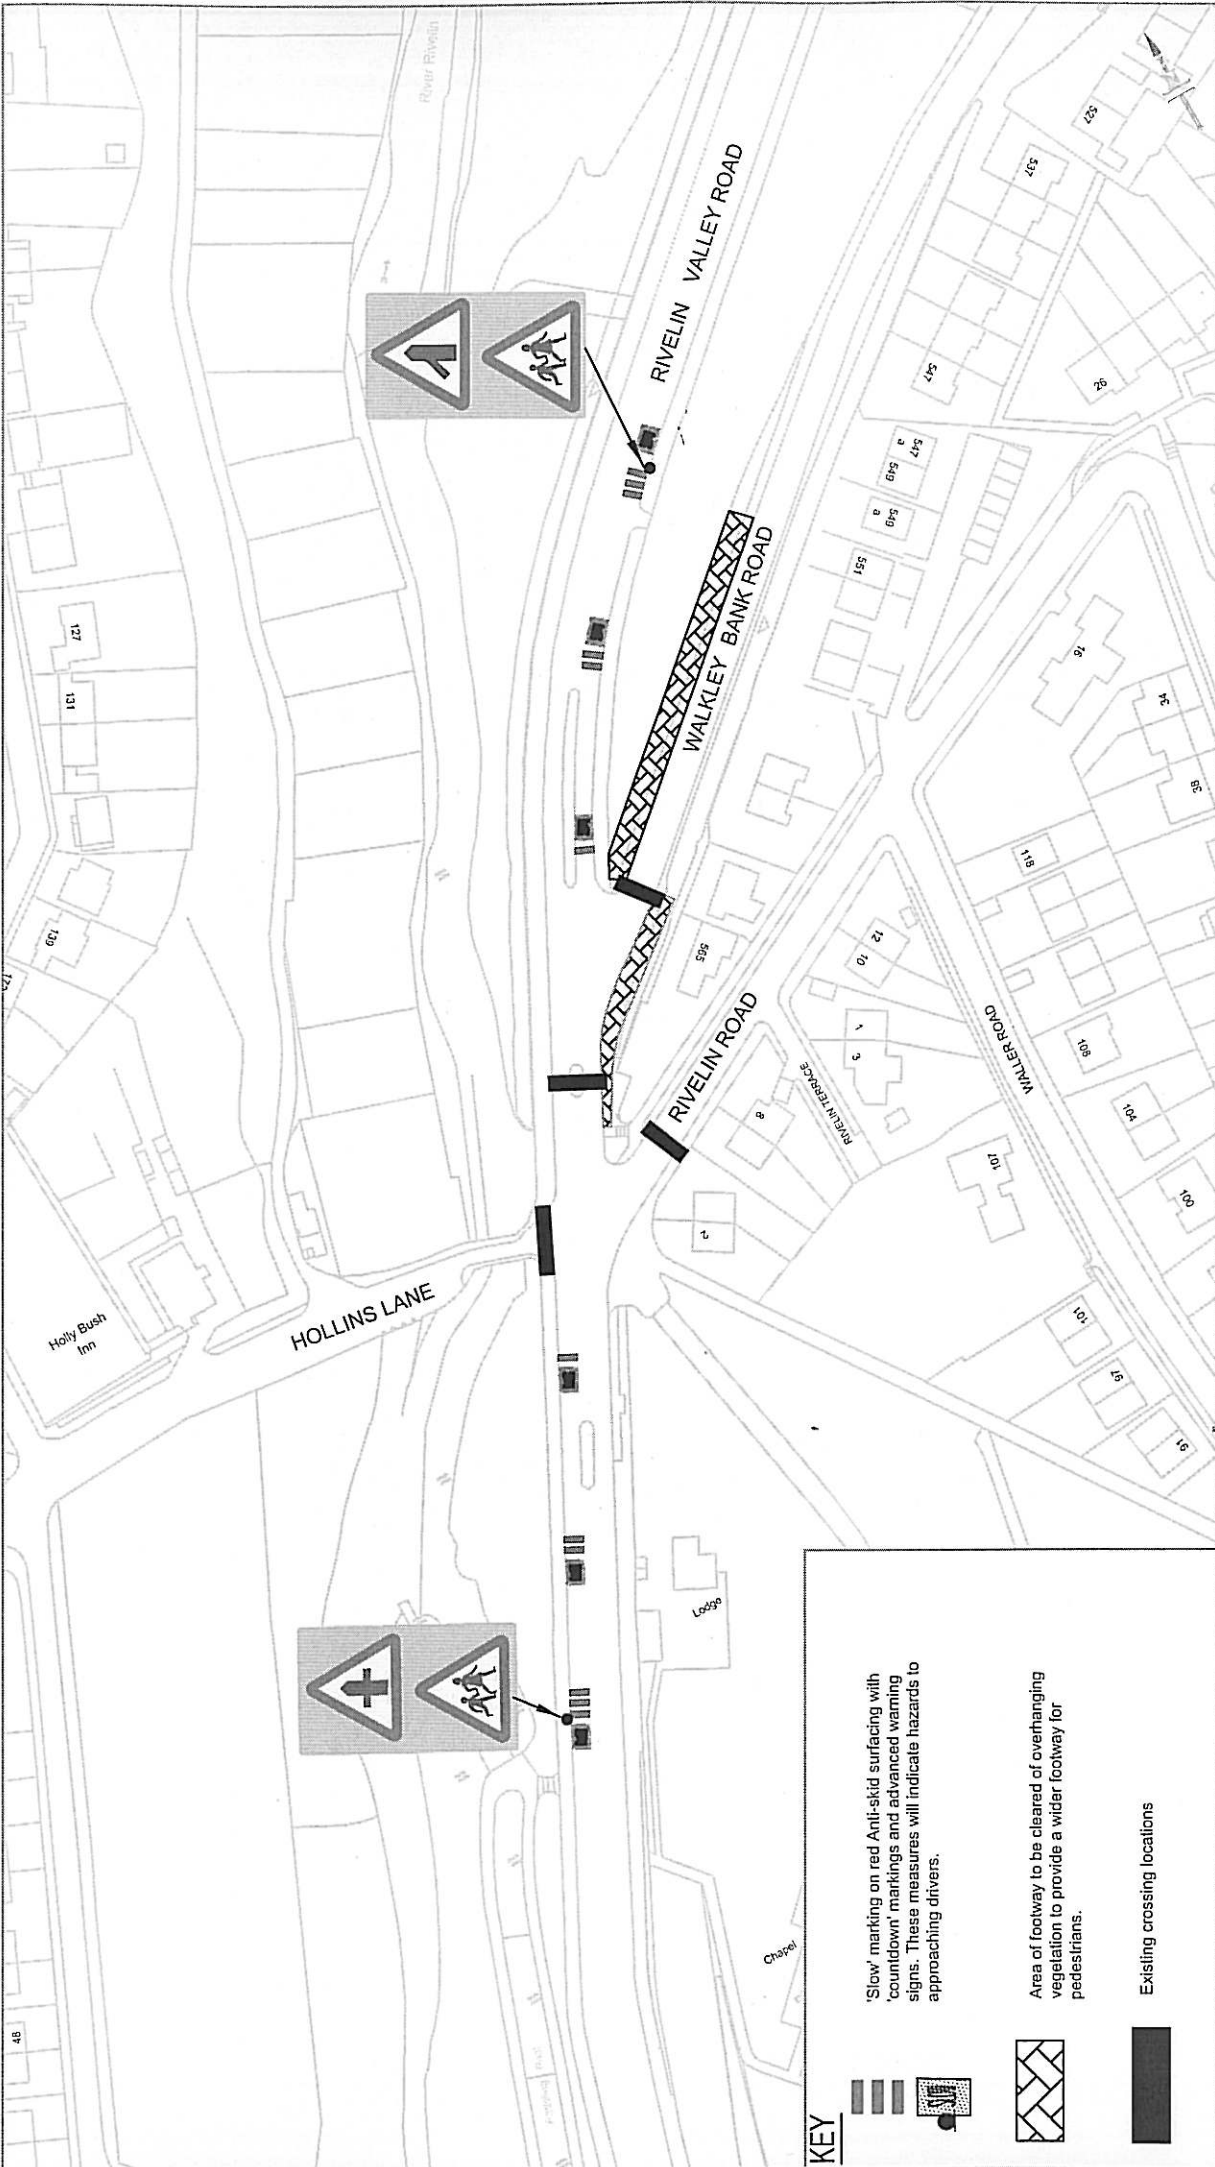 River Rivelin
RIVELIN VALLEY ROAD
WALKLEY BANK ROAD
RIVELIN ROAD
RIVELIN TERRACE
WALLER ROAD
HOLLINS LANE
Holly Bush
Inn
Lodge
Chapel
527
537
547
26
547
a
549
549
a
551
16
34
38
118
127
131
139
565
12
10
1
3
8
2
108
104
100
107
101
97
91
48
KEY
SLOW
'Slow' marking on red Anti-skid surfacing with
'countdown' markings and advanced warning
signs. These measures will indicate hazards to
approaching drivers.
Area of footway to be cleared of overhanging
vegetation to provide a wider footway for
pedestrians.
Existing crossing locations